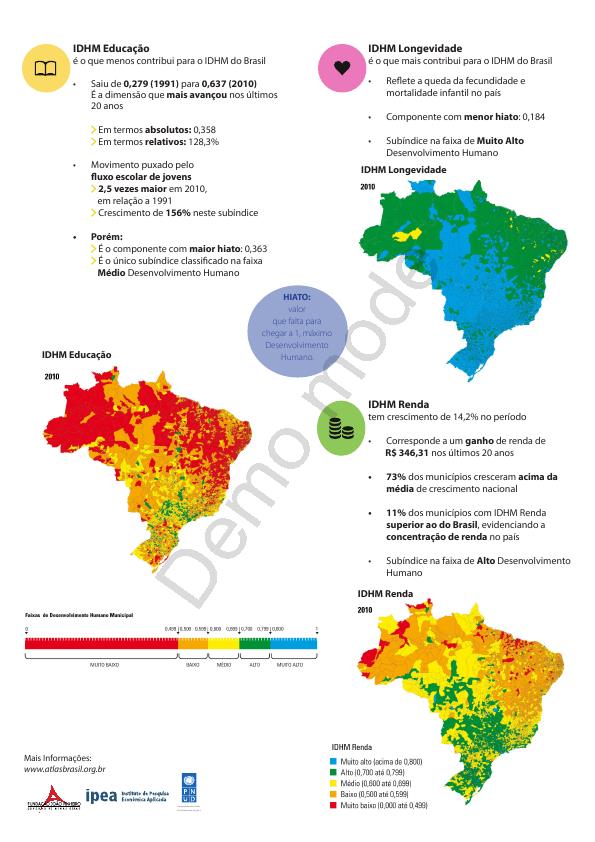 IDHM Educação
é o que menos contribui para o IDHM do Brasil
• Saiu de 0,279 (1991) para 0,637 (2010)
É a dimensão que mais avançou nos últimos
20 anos
Em termos absolutos: 0,358
Em termos relativos: 128,3%
• Movimento puxado pelo
fluxo escolar de jovens
2,5 vezes maior em 2010,
em relação a 1991
Crescimento de 156% neste subíndice
• Porém:
É o componente com maior hiato: 0,363
É o único subíndice classificado na faixa
Médio Desenvolvimento Humano
IDHM Longevidade
é o que mais contribui para o IDHM do Brasil
• Reflete a queda da fecundidade e
mortalidade infantil no país
• Componente com menor hiato: 0,184
• Subíndice na faixa de Muito Alto
Desenvolvimento Humano
IDHM Longevidade
2010
HIATO:
valor
que falta para
chegar a 1, máximo
Desenvolvimento
Humano.
IDHM Educação
2010
IDHM Renda
tem crescimento de 14,2% no período
• Corresponde a um ganho de renda de
R$ 346,31 nos últimos 20 anos
• 73% dos municípios cresceram acima da
média de crescimento nacional
• 11% dos municípios com IDHM Renda
superior ao do Brasil, evidenciando a
concentração de renda no país
• Subíndice na faixa de Alto Desenvolvimento
Humano
IDHM Renda
2010
Faixas de Desenvolvimento Humano Municipal
0 0,499 0,500 0,599 0,600 0,699 0,700 0,799 0,800 1
MUITO BAIXO BAIXO MÉDIO ALTO MUITO ALTO
IDHM Renda
Muito alto (acima de 0,800)
Alto (0,700 até 0,799)
Médio (0,600 até 0,699)
Baixo (0,500 até 0,599)
Muito baixo (0,000 até 0,499)
Mais Informações:
www.atlasbrasil.org.br
FUNDAÇÃO JOÃO PINHEIRO
ipea Instituto de Pesquisa
Econômica Aplicada
P N
U D
Demo mode